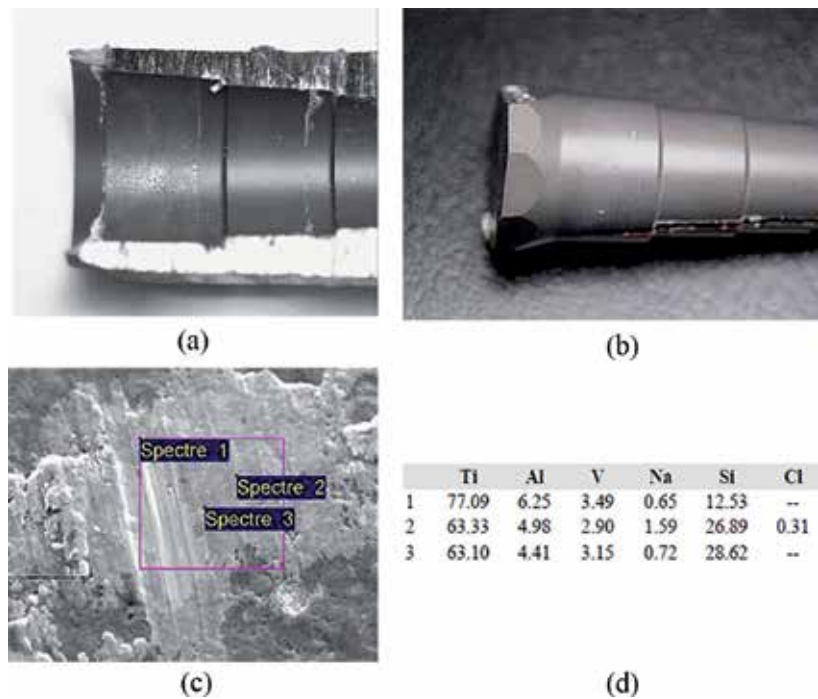 (a)
(b)
Spectre 1
Spectre 2
Spectre 3
(c)
Ti Al V Na Si Cl
1 77.09 6.25 3.49 0.65 12.53 --
2 63.33 4.98 2.90 1.59 26.89 0.31
3 63.10 4.41 3.15 0.72 28.62 --
(d)